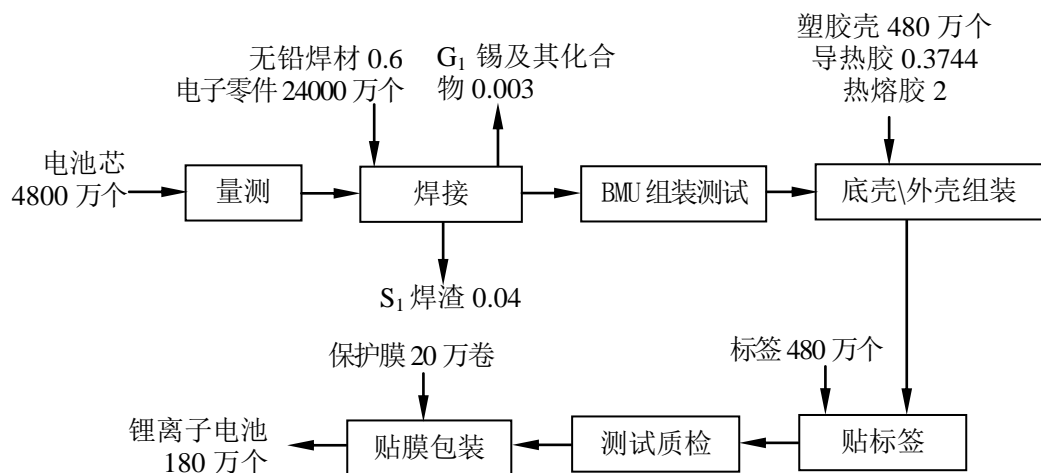 塑胶壳 480 万个
导热胶 0.3744
热熔胶 2
无铅焊材 0.6
电子零件 24000 万个
G₁ 锡及其化合
物 0.003
电池芯
4800 万个
量测
焊接
BMU 组装测试
底壳\外壳组装
S₁ 焊渣 0.04
保护膜 20 万卷
标签 480 万个
锂离子电池
180 万个
贴膜包装
测试质检
贴标签